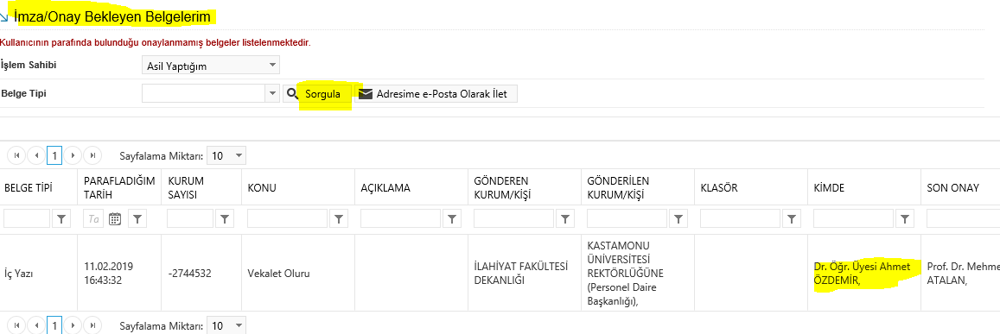 İmza/Onay Bekleyen Belgelerim
Kullanıcının parafında bulunduğu onaylanmamış belgeler listelenmektedir.
İşlem Sahibi
Asil Yaptığım
Belge Tipi
Sorgula
Adresime e-Posta Olarak İlet
1
Sayfalama Miktarı:
10
BELGE TİPİ
PARAFLADIĞIM
TARİH
KURUM
SAYISI
KONU
AÇIKLAMA
GÖNDEREN
KURUM/KİŞİ
GÖNDERİLEN
KURUM/KİŞİ
KLASÖR
KİMDE
SON ONAY
Ta
İç Yazı
11.02.2019
16:43:32
-2744532
Vekalet Oluru
İLAHİYAT FAKÜLTESİ
DEKANLIĞI
KASTAMONU
ÜNİVERSİTESİ
REKTÖRLÜĞÜNE
(Personel Daire
Başkanlığı),
Dr. Öğr. Üyesi Ahmet
ÖZDEMİR,
Prof. Dr. Mehme
ATALAN,
1
Sayfalama Miktarı:
10